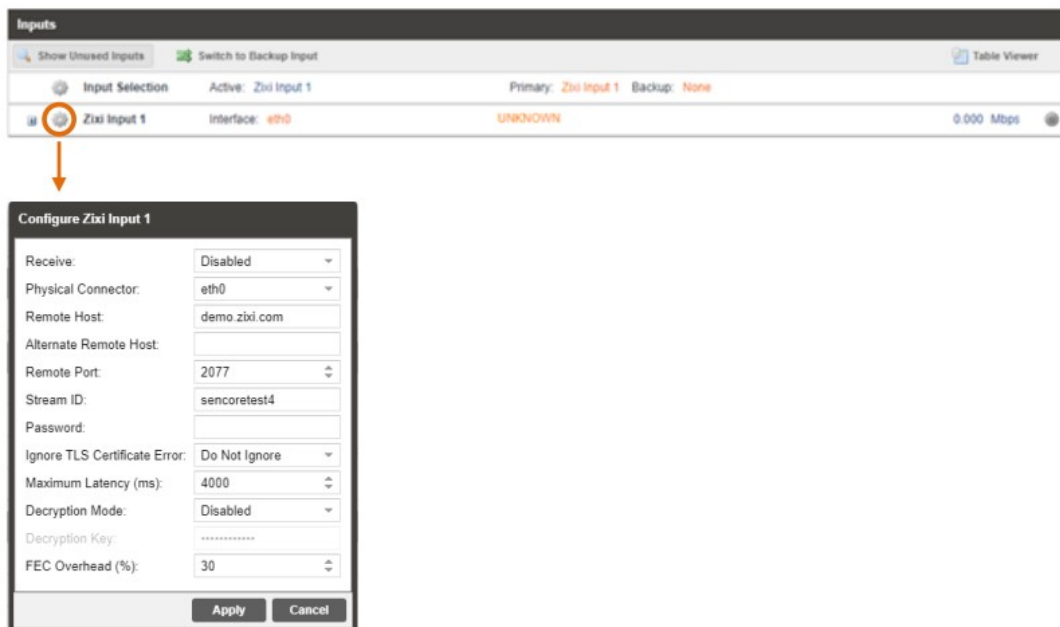 Inputs
Show Unused Inputs Switch to Backup Input Table Viewer
Input Selection Active: Zixi Input 1 Primary: Zixi Input 1 Backup: None
Zixi Input 1 Interface: eth0 UNKNOWN 0.000 Mbps
Configure Zixi Input 1
Receive: Disabled
Physical Connector: eth0
Remote Host: demo.zixi.com
Alternate Remote Host:
Remote Port: 2077
Stream ID: sencoretest4
Password:
Ignore TLS Certificate Error: Do Not Ignore
Maximum Latency (ms): 4000
Decryption Mode: Disabled
Decryption Key: ------------
FEC Overhead (%): 30
Apply Cancel